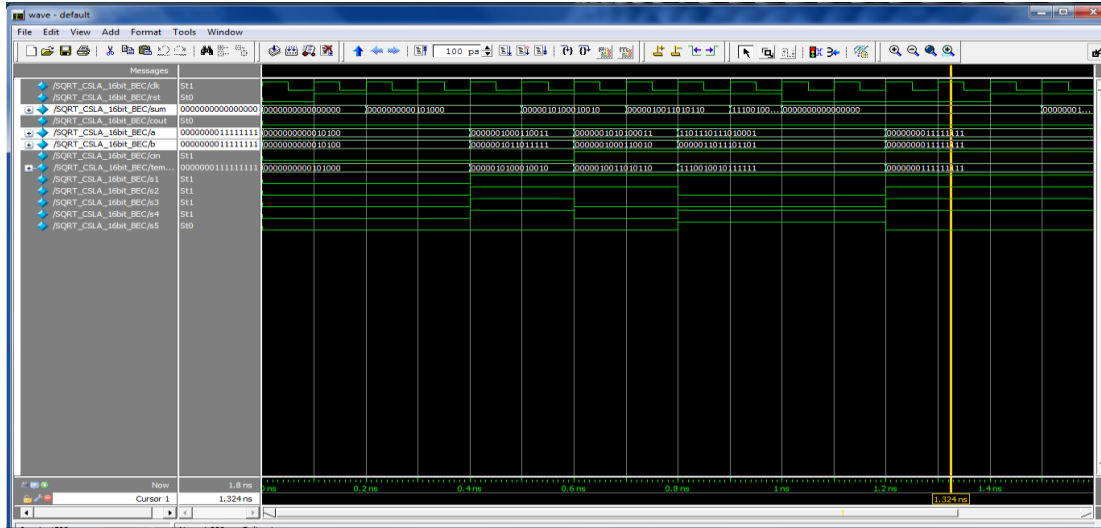 wave - default
File Edit View Add Format Tools Window
100 ps
Messages
/SQRT_CSLA_16bit_BEC/clk St1
/SQRT_CSLA_16bit_BEC/rst St0
/SQRT_CSLA_16bit_BEC/sum 0000000000000000 0000000000000000 0000000000101000 0000010100010010 0000010011010110 11100100... 0000000000000000 00000001...
/SQRT_CSLA_16bit_BEC/cout St0
/SQRT_CSLA_16bit_BEC/a 0000000011111111 0000000000010100 0000001000110011 0000001010100011 1101110111010001 0000000011111111
/SQRT_CSLA_16bit_BEC/b 0000000011111111 0000000000010100 0000001011011111 0000001000110010 0000011011101101 0000000011111111
/SQRT_CSLA_16bit_BEC/cin St1
/SQRT_CSLA_16bit_BEC/tem... 0000000111111111 0000000000101000 0000010100010010 0000010011010110 1110010010111111 0000000111111111
/SQRT_CSLA_16bit_BEC/s1 St1
/SQRT_CSLA_16bit_BEC/s2 St1
/SQRT_CSLA_16bit_BEC/s3 St1
/SQRT_CSLA_16bit_BEC/s4 St1
/SQRT_CSLA_16bit_BEC/s5 St0
Now 1.8 ns ns 0.2 ns 0.4 ns 0.6 ns 0.8 ns 1 ns 1.2 ns 1.4 ns
Cursor 1 1.324 ns 1.324 ns